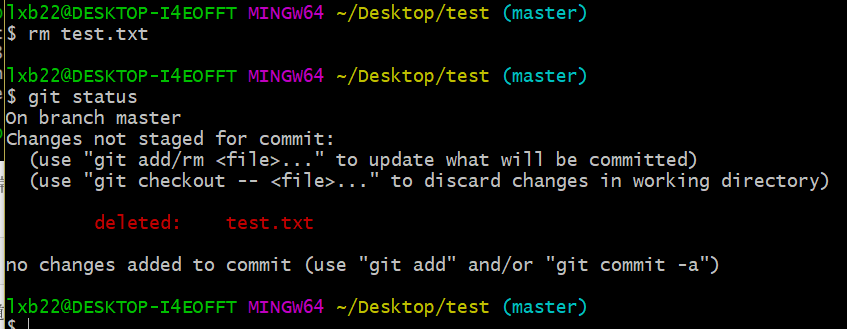 lxb22@DESKTOP-I4EOFFT MINGW64 ~/Desktop/test (master)
$ rm test.txt
lxb22@DESKTOP-I4EOFFT MINGW64 ~/Desktop/test (master)
$ git status
On branch master
Changes not staged for commit:
  (use "git add/rm <file>..." to update what will be committed)
  (use "git checkout -- <file>..." to discard changes in working directory)
        deleted:    test.txt
no changes added to commit (use "git add" and/or "git commit -a")
lxb22@DESKTOP-I4EOFFT MINGW64 ~/Desktop/test (master)
$